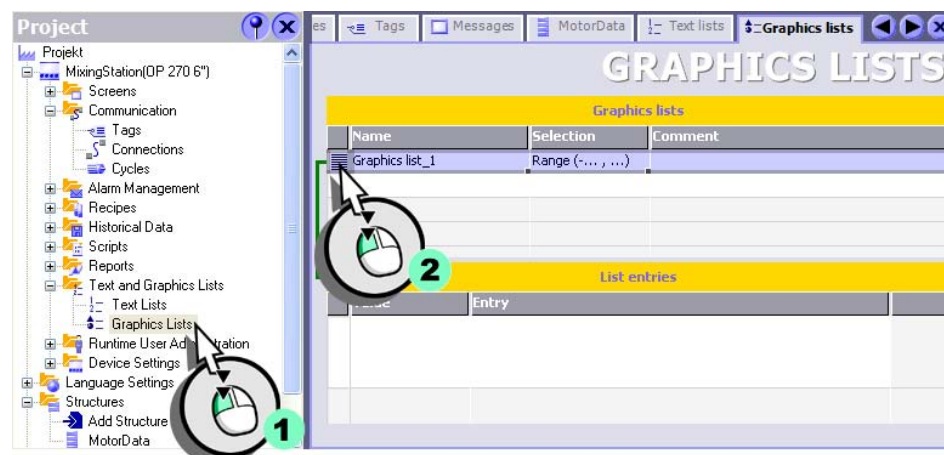 Project
Projekt
MixingStation(OP 270 6")
Screens
Communication
Tags
Connections
Cycles
Alarm Management
Recipes
Historical Data
Scripts
Reports
Text and Graphics Lists
Text Lists
Graphics Lists
Runtime User Ad tration
Device Settings
Language Settings
Structures
Add Structure
MotorData
1
es Tags Messages MotorData Text lists Graphics lists
GRAPHICS LISTS
Graphics lists
Name Selection Comment
Graphics list_1 Range (-... , ...)
2
List entries
Entry